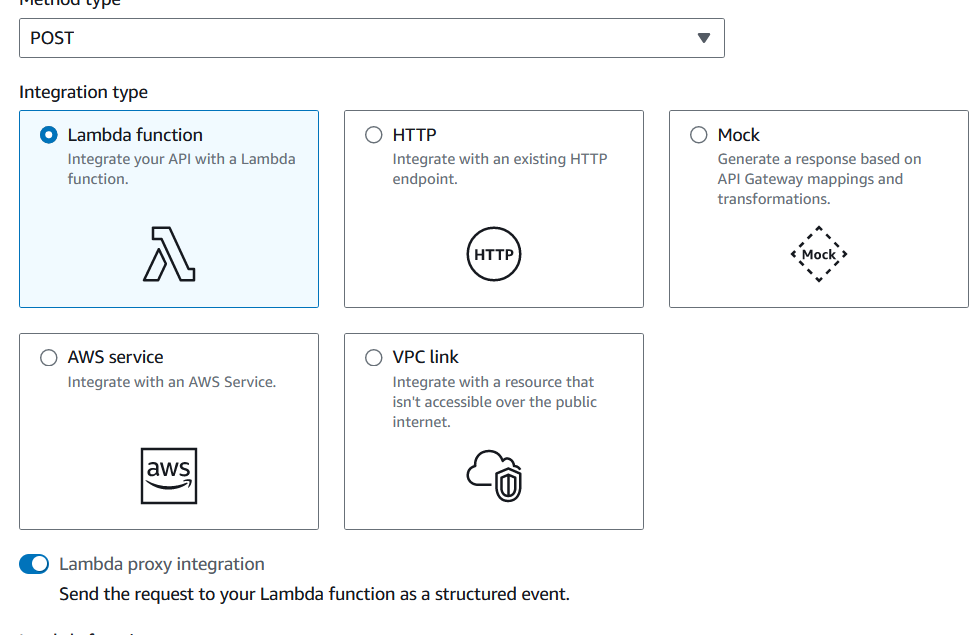 Method type
POST
Integration type
Lambda function
Integrate your API with a Lambda
function.
HTTP
Integrate with an existing HTTP
endpoint.
HTTP
Mock
Generate a response based on
API Gateway mappings and
transformations.
Mock
AWS service
Integrate with an AWS Service.
aws
VPC link
Integrate with a resource that
isn't accessible over the public
internet.
Lambda proxy integration
Send the request to your Lambda function as a structured event.